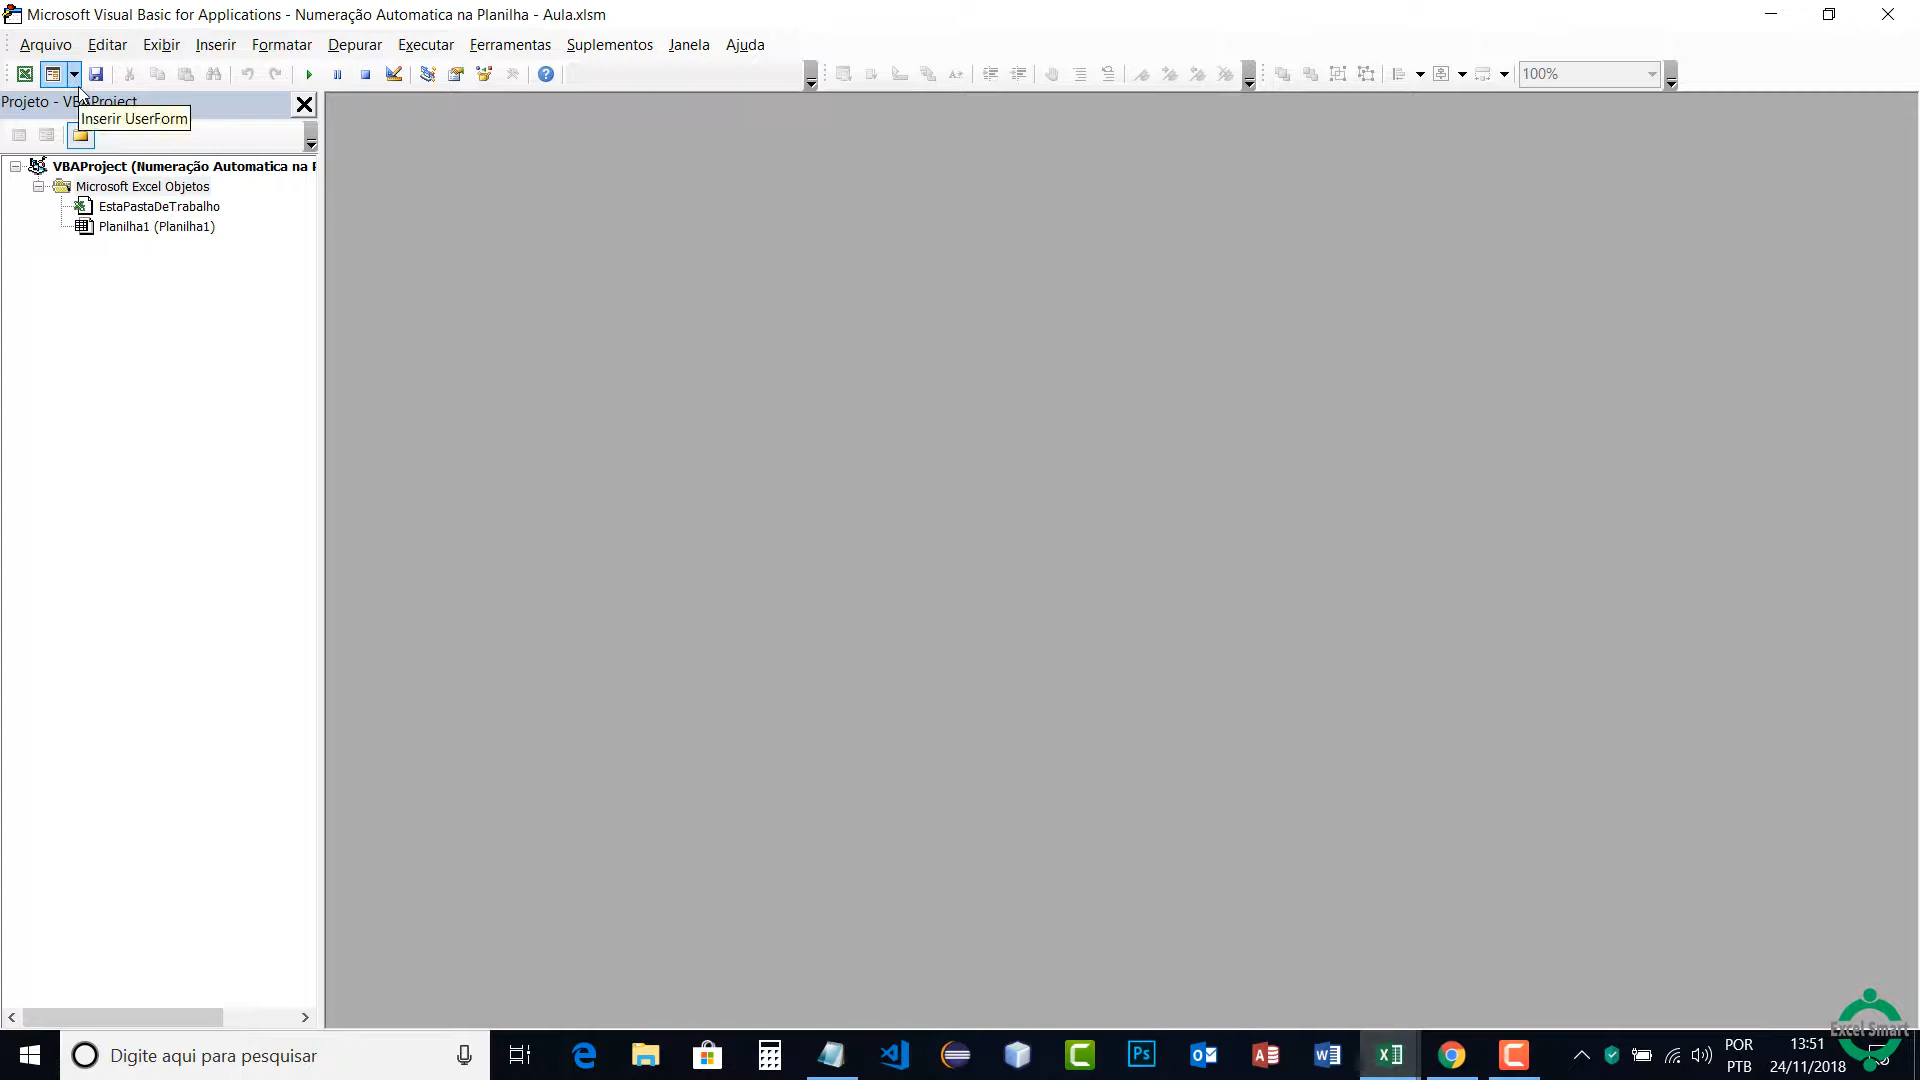 Microsoft Visual Basic for Applications - Numeração Automatica na Planilha - Aula.xlsm
Arquivo Editar Exibir Inserir Formatar Depurar Executar Ferramentas Suplementos Janela Ajuda
100%
Projeto - VBAProject
Inserir UserForm
VBAProject (Numeração Automatica na P
Microsoft Excel Objetos
EstaPastaDeTrabalho
Planilha1 (Planilha1)
Excel Smart
Digite aqui para pesquisar
POR
PTB
13:51
24/11/2018